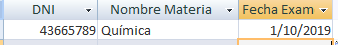 DNI Nombre Materia Fecha Exam
43665789 Química 1/10/2019